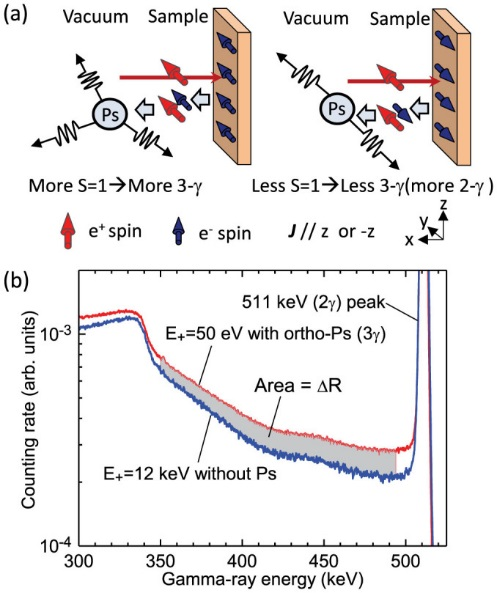 (a)
Vacuum Sample
Vacuum Sample
Ps
Ps
More S=1→More 3-γ
Less S=1→Less 3-γ(more 2-γ )
e⁺ spin
e⁻ spin
J // z or -z
z
y
x
(b)
511 keV (2γ) peak
E₊=50 eV with ortho-Ps (3γ)
Area = ΔR
E₊=12 keV without Ps
Counting rate (arb. units)
10⁻³
10⁻⁴
300 350 400 450 500
Gamma-ray energy (keV)